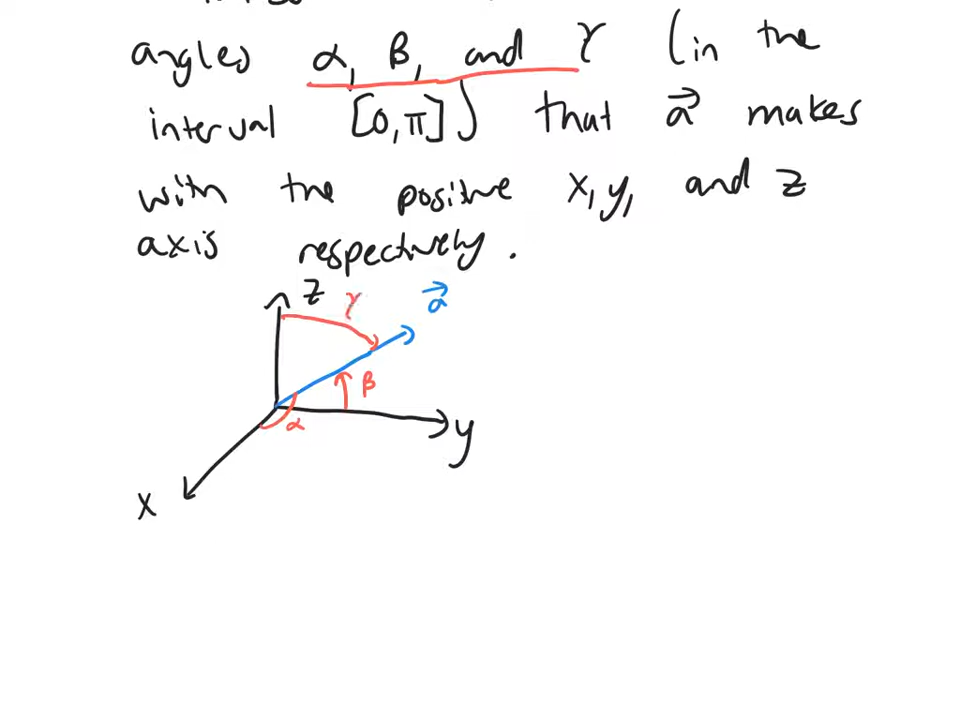 angles α, β, and γ (in the
interval [0,π]) that a⃗ makes
with the positive x, y, and z
axis respectively.
z
γ
a⃗
β
α
y
x